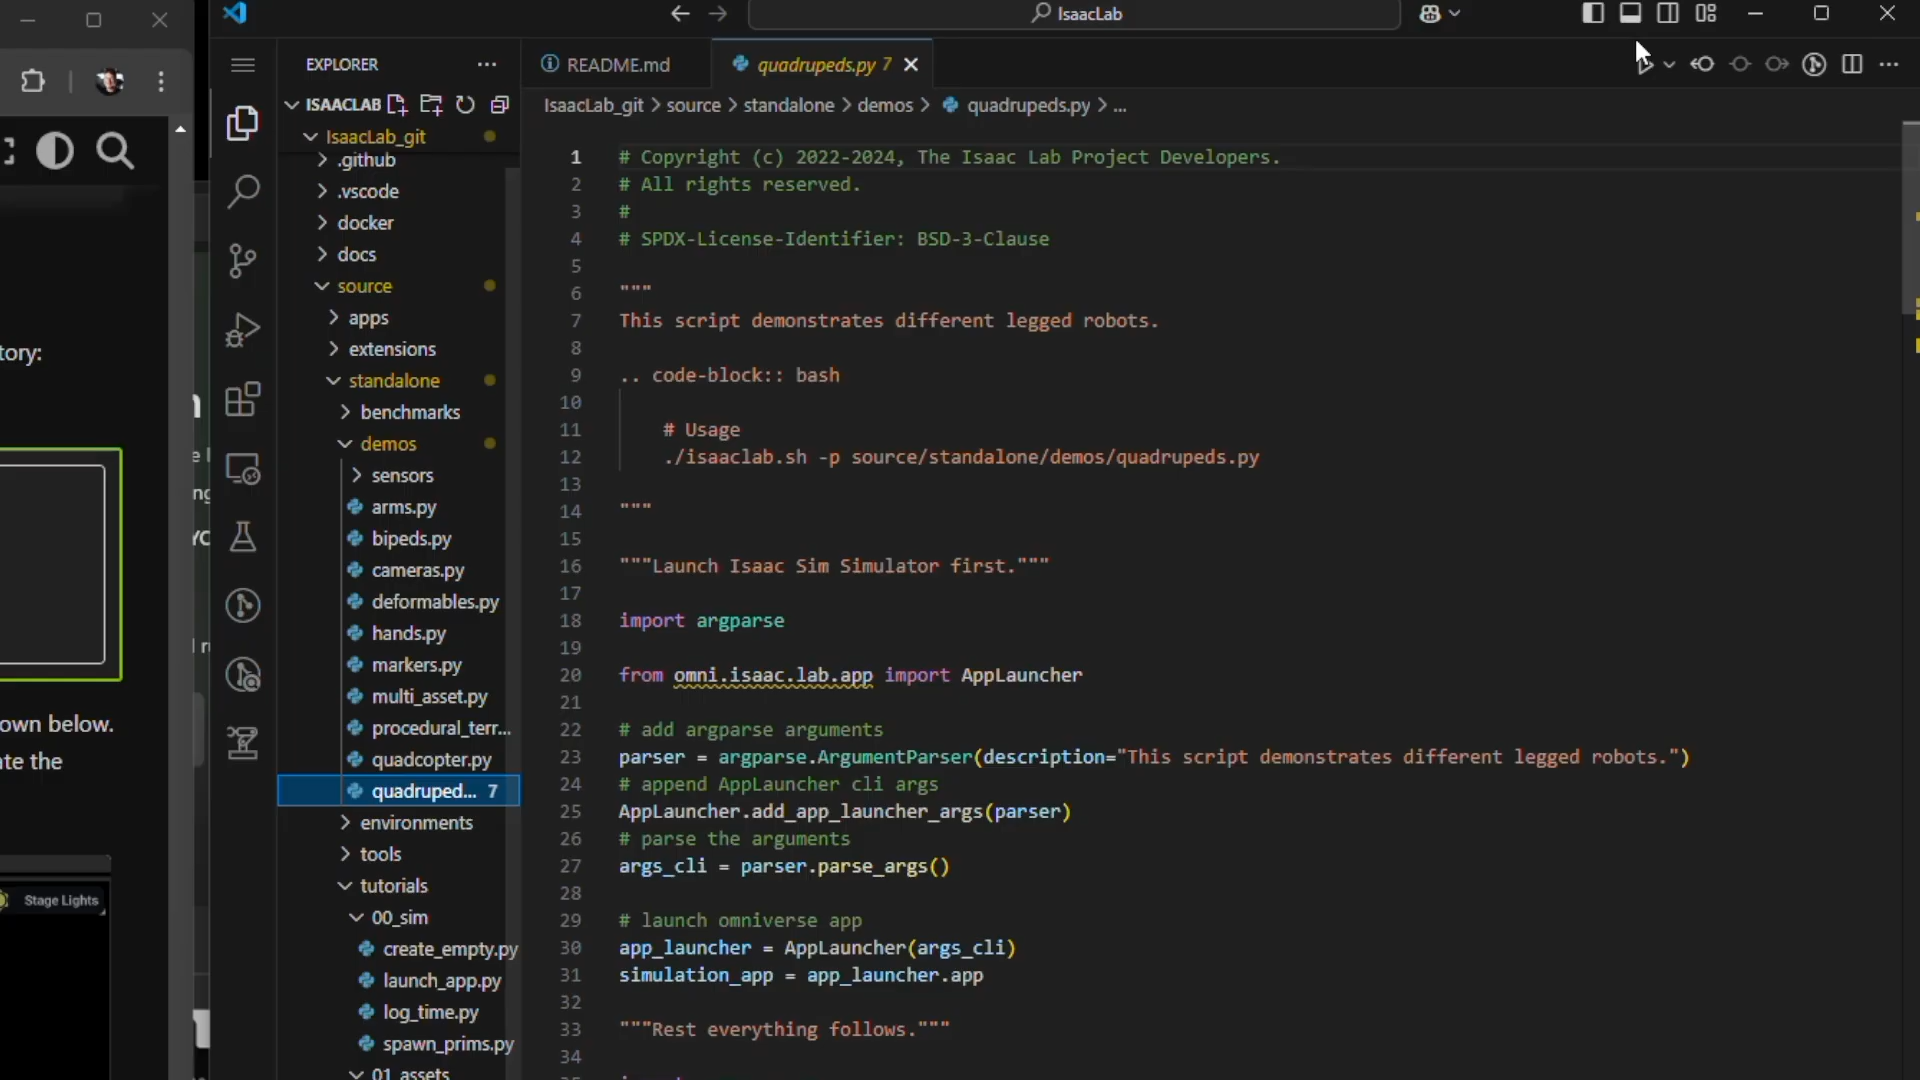 IsaacLab
EXPLORER
README.md
quadrupeds.py 7
ISAACLAB
IsaacLab_git > source > standalone > demos > quadrupeds.py > ...
IsaacLab_git
.github
.vscode
docker
docs
source
apps
extensions
standalone
benchmarks
demos
sensors
arms.py
bipeds.py
cameras.py
deformables.py
hands.py
markers.py
multi_asset.py
procedural_terr...
quadcopter.py
quadruped... 7
environments
tools
tutorials
00_sim
create_empty.py
launch_app.py
log_time.py
spawn_prims.py
01_assets
1 # Copyright (c) 2022-2024, The Isaac Lab Project Developers.
2 # All rights reserved.
3 #
4 # SPDX-License-Identifier: BSD-3-Clause
5
6 """
7 This script demonstrates different legged robots.
8
9 .. code-block:: bash
10
11 # Usage
12 ./isaaclab.sh -p source/standalone/demos/quadrupeds.py
13
14 """
15
16 """Launch Isaac Sim Simulator first."""
17
18 import argparse
19
20 from omni.isaac.lab.app import AppLauncher
21
22 # add argparse arguments
23 parser = argparse.ArgumentParser(description="This script demonstrates different legged robots.")
24 # append AppLauncher cli args
25 AppLauncher.add_app_launcher_args(parser)
26 # parse the arguments
27 args_cli = parser.parse_args()
28
29 # launch omniverse app
30 app_launcher = AppLauncher(args_cli)
31 simulation_app = app_launcher.app
32
33 """Rest everything follows."""
34
tory:
own below.
te the
Stage Lights